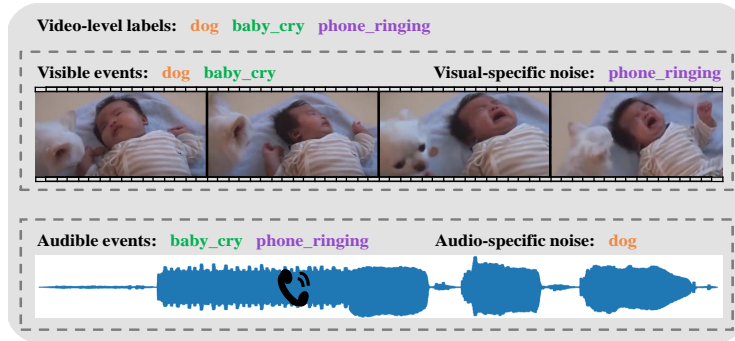 Video-level labels: dog baby_cry phone_ringing
Visible events: dog baby_cry Visual-specific noise: phone_ringing
Audible events: baby_cry phone_ringing Audio-specific noise: dog